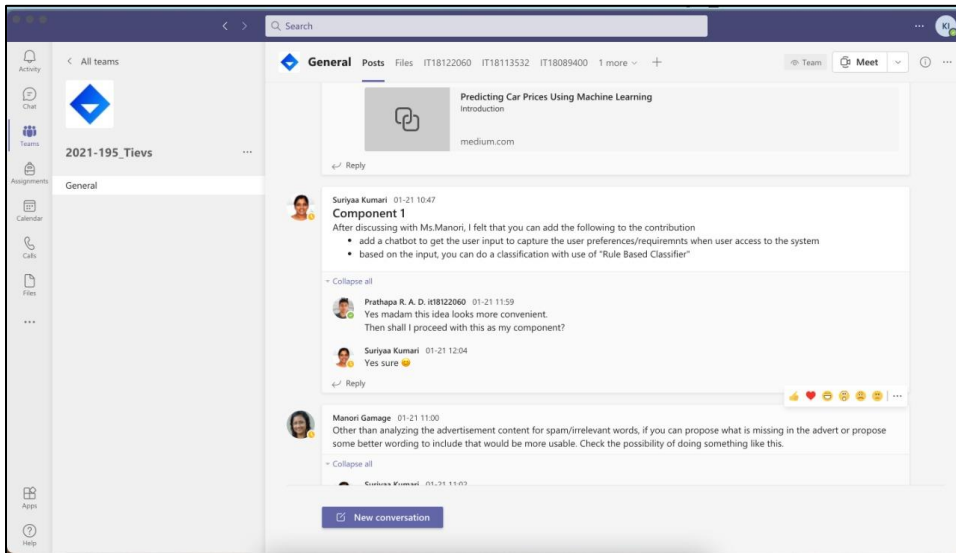 Search
KI
Activity
Chat
Teams
Assignments
Calendar
Calls
Files
Apps
Help
All teams
2021-195_Tievs
General
General Posts Files IT18122060 IT18113532 IT18089400 1 more
Team
Meet
Predicting Car Prices Using Machine Learning
Introduction
medium.com
Reply
Suriyaa Kumari 01-21 10:47
Component 1
After discussing with Ms.Manori, I felt that you can add the following to the contribution
• add a chatbot to get the user input to capture the user preferences/requiremnts when user access to the system
• based on the input, you can do a classification with use of "Rule Based Classifier"
Collapse all
Prathapa R. A. D. it18122060 01-21 11:59
Yes madam this idea looks more convenient.
Then shall I proceed with this as my component?
Suriyaa Kumari 01-21 12:04
Yes sure 😊
Reply
Manori Gamage 01-21 11:00
Other than analyzing the advertisement content for spam/irrelevant words, if you can propose what is missing in the advert or propose
some better wording to include that would be more usable. Check the possibility of doing something like this.
Collapse all
Suriyaa Kumari 01-21 11:02
New conversation